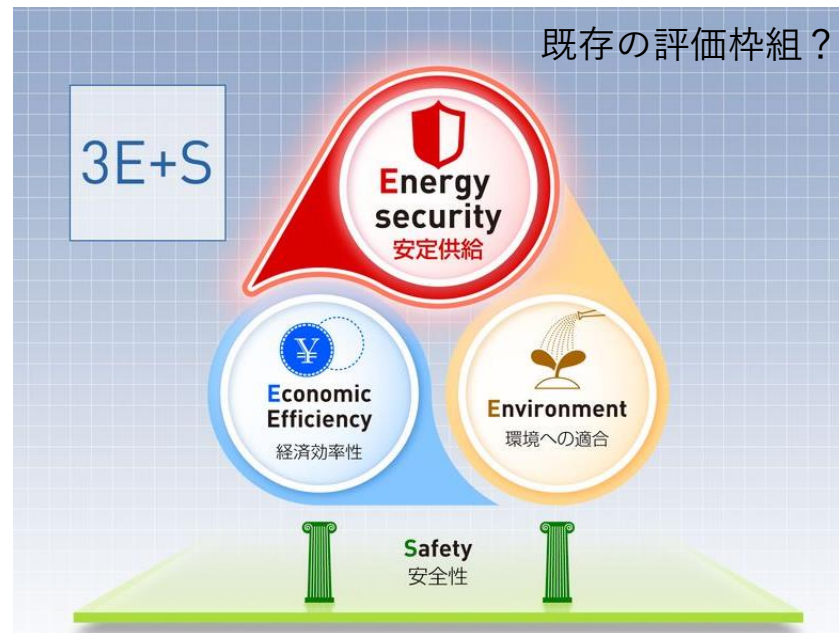 既存の評価枠組？
3E+S
Energy
security
安定供給
¥
Economic
Efficiency
経済効率性
Environment
環境への適合
Safety
安全性